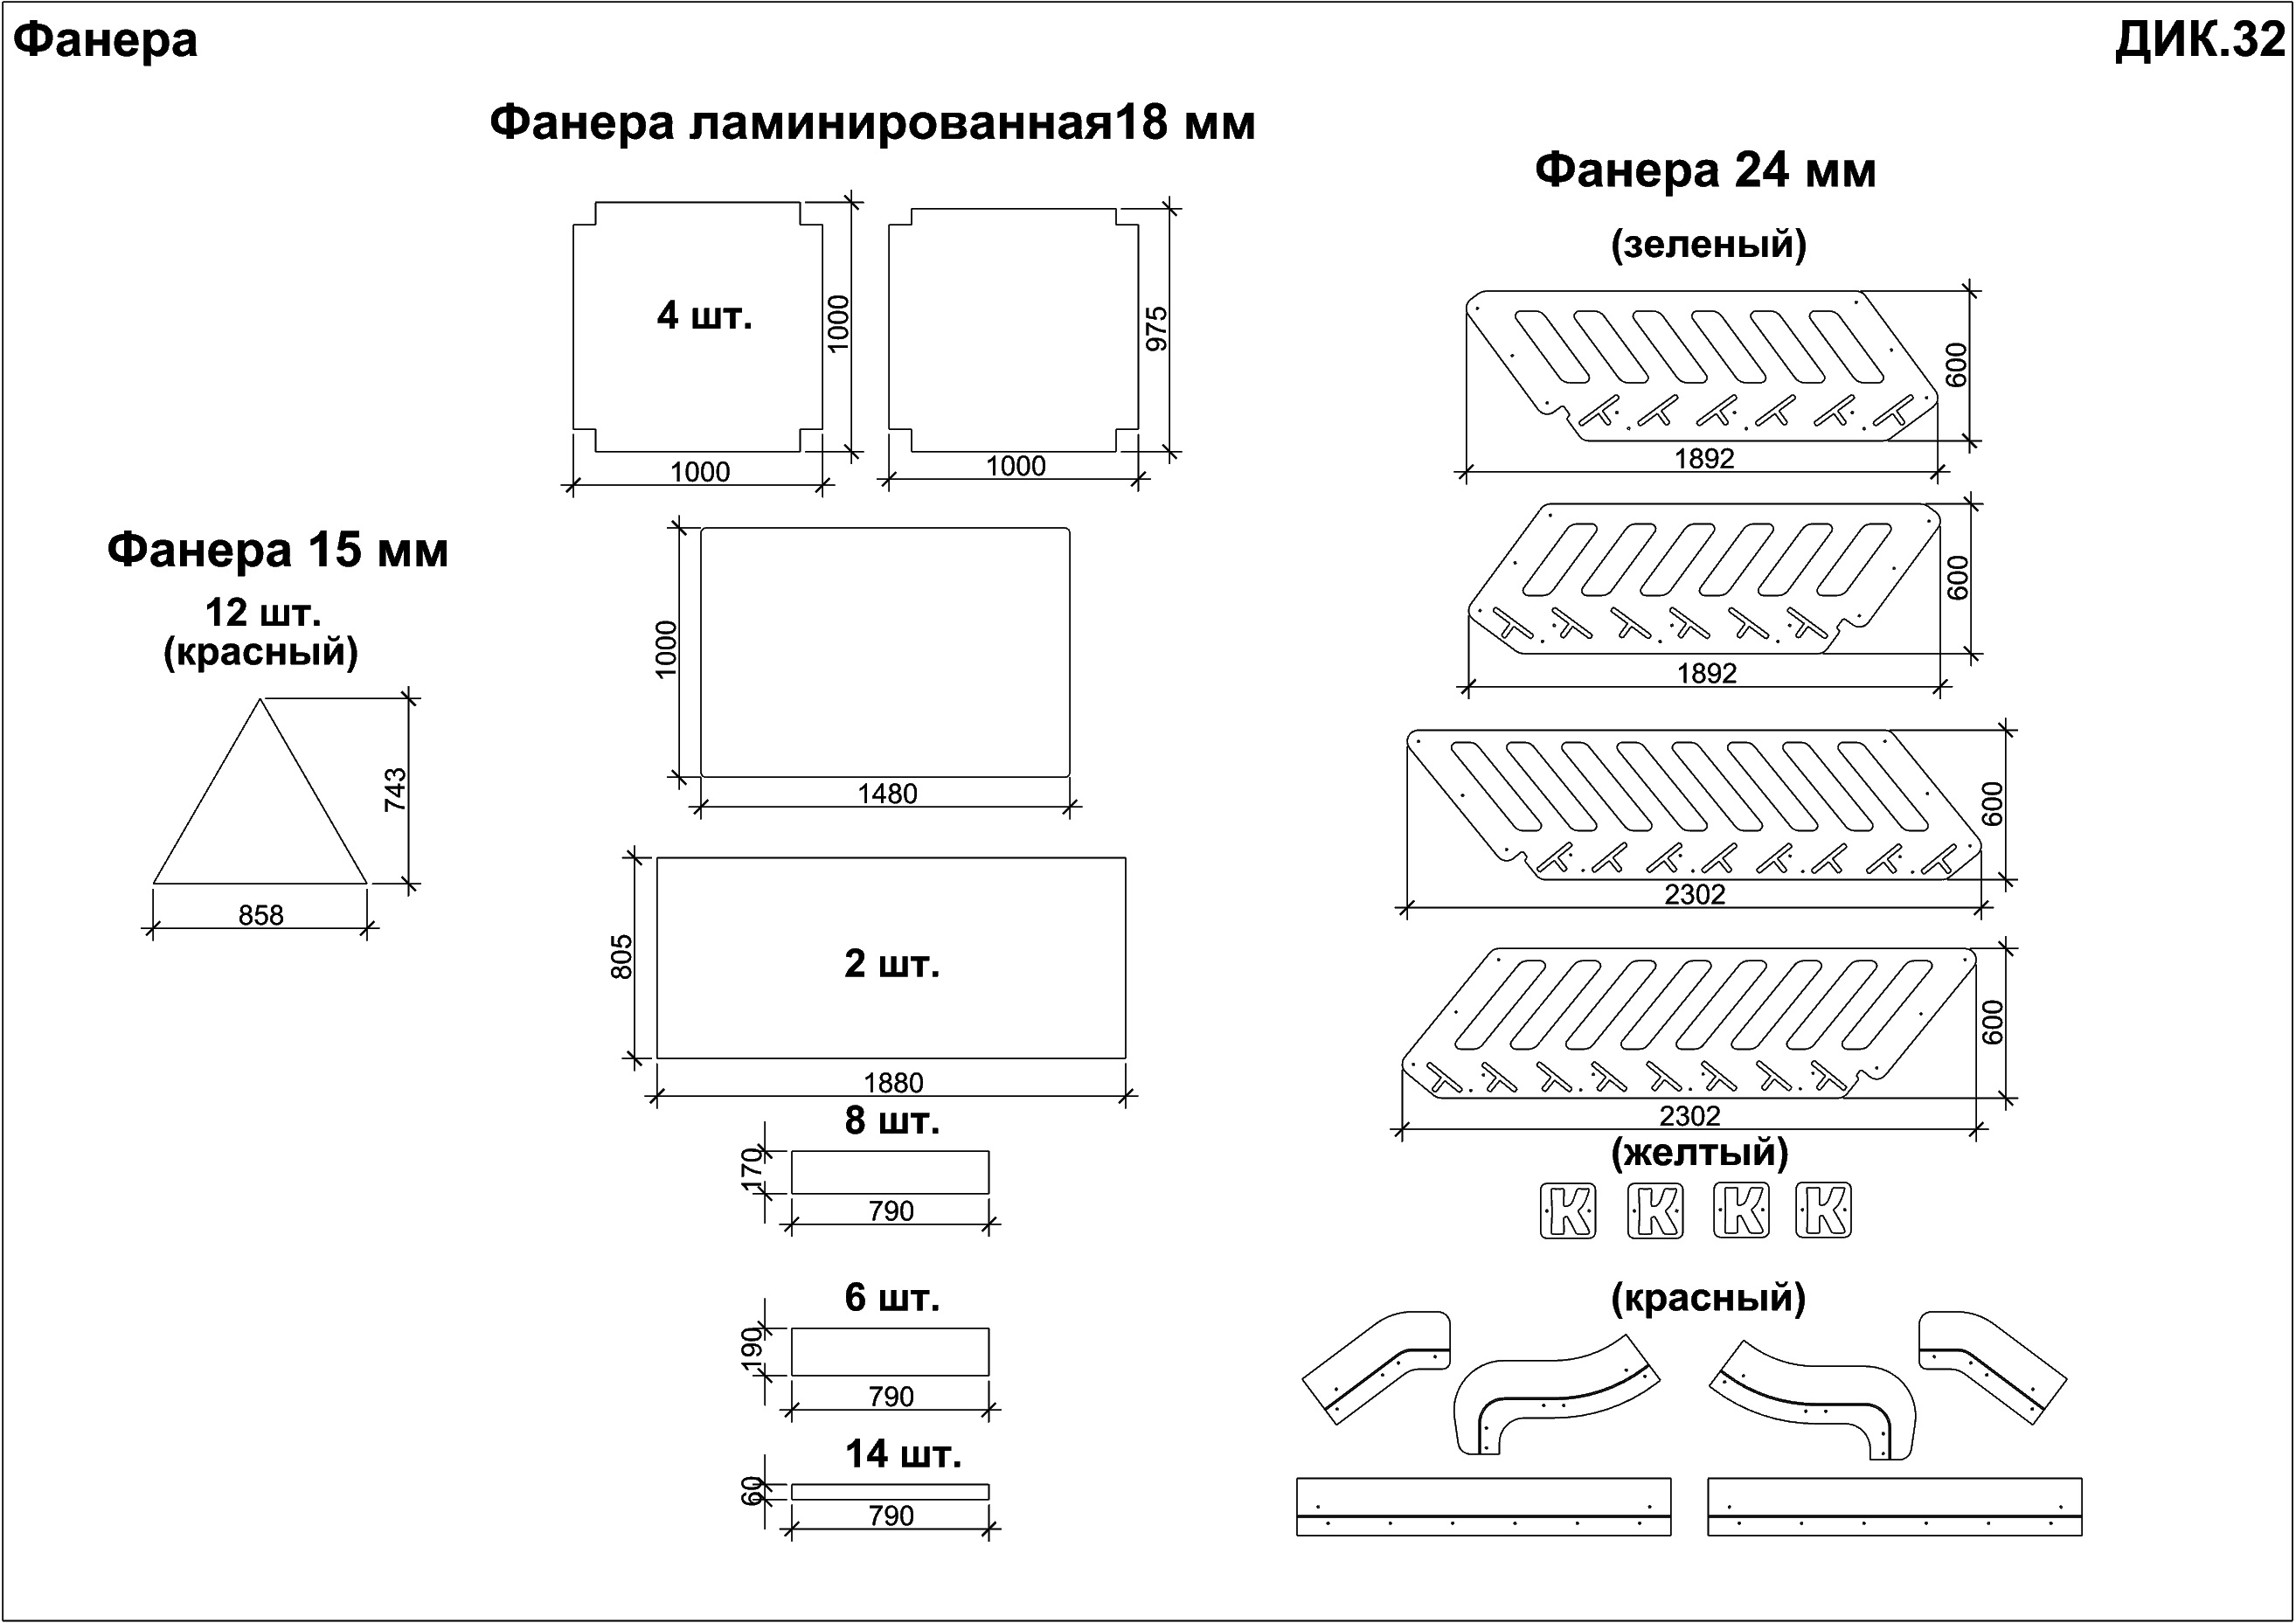 Фанера
ДИК.32
Фанера ламинированная18 мм
4 шт.
1000
1000
975
1000
1000
1480
805
2 шт.
1880
8 шт.
170
790
6 шт.
190
790
14 шт.
60
790
Фанера 15 мм
12 шт.
(красный)
743
858
Фанера 24 мм
(зеленый)
600
1892
600
1892
600
2302
600
2302
(желтый)
К К К К
(красный)